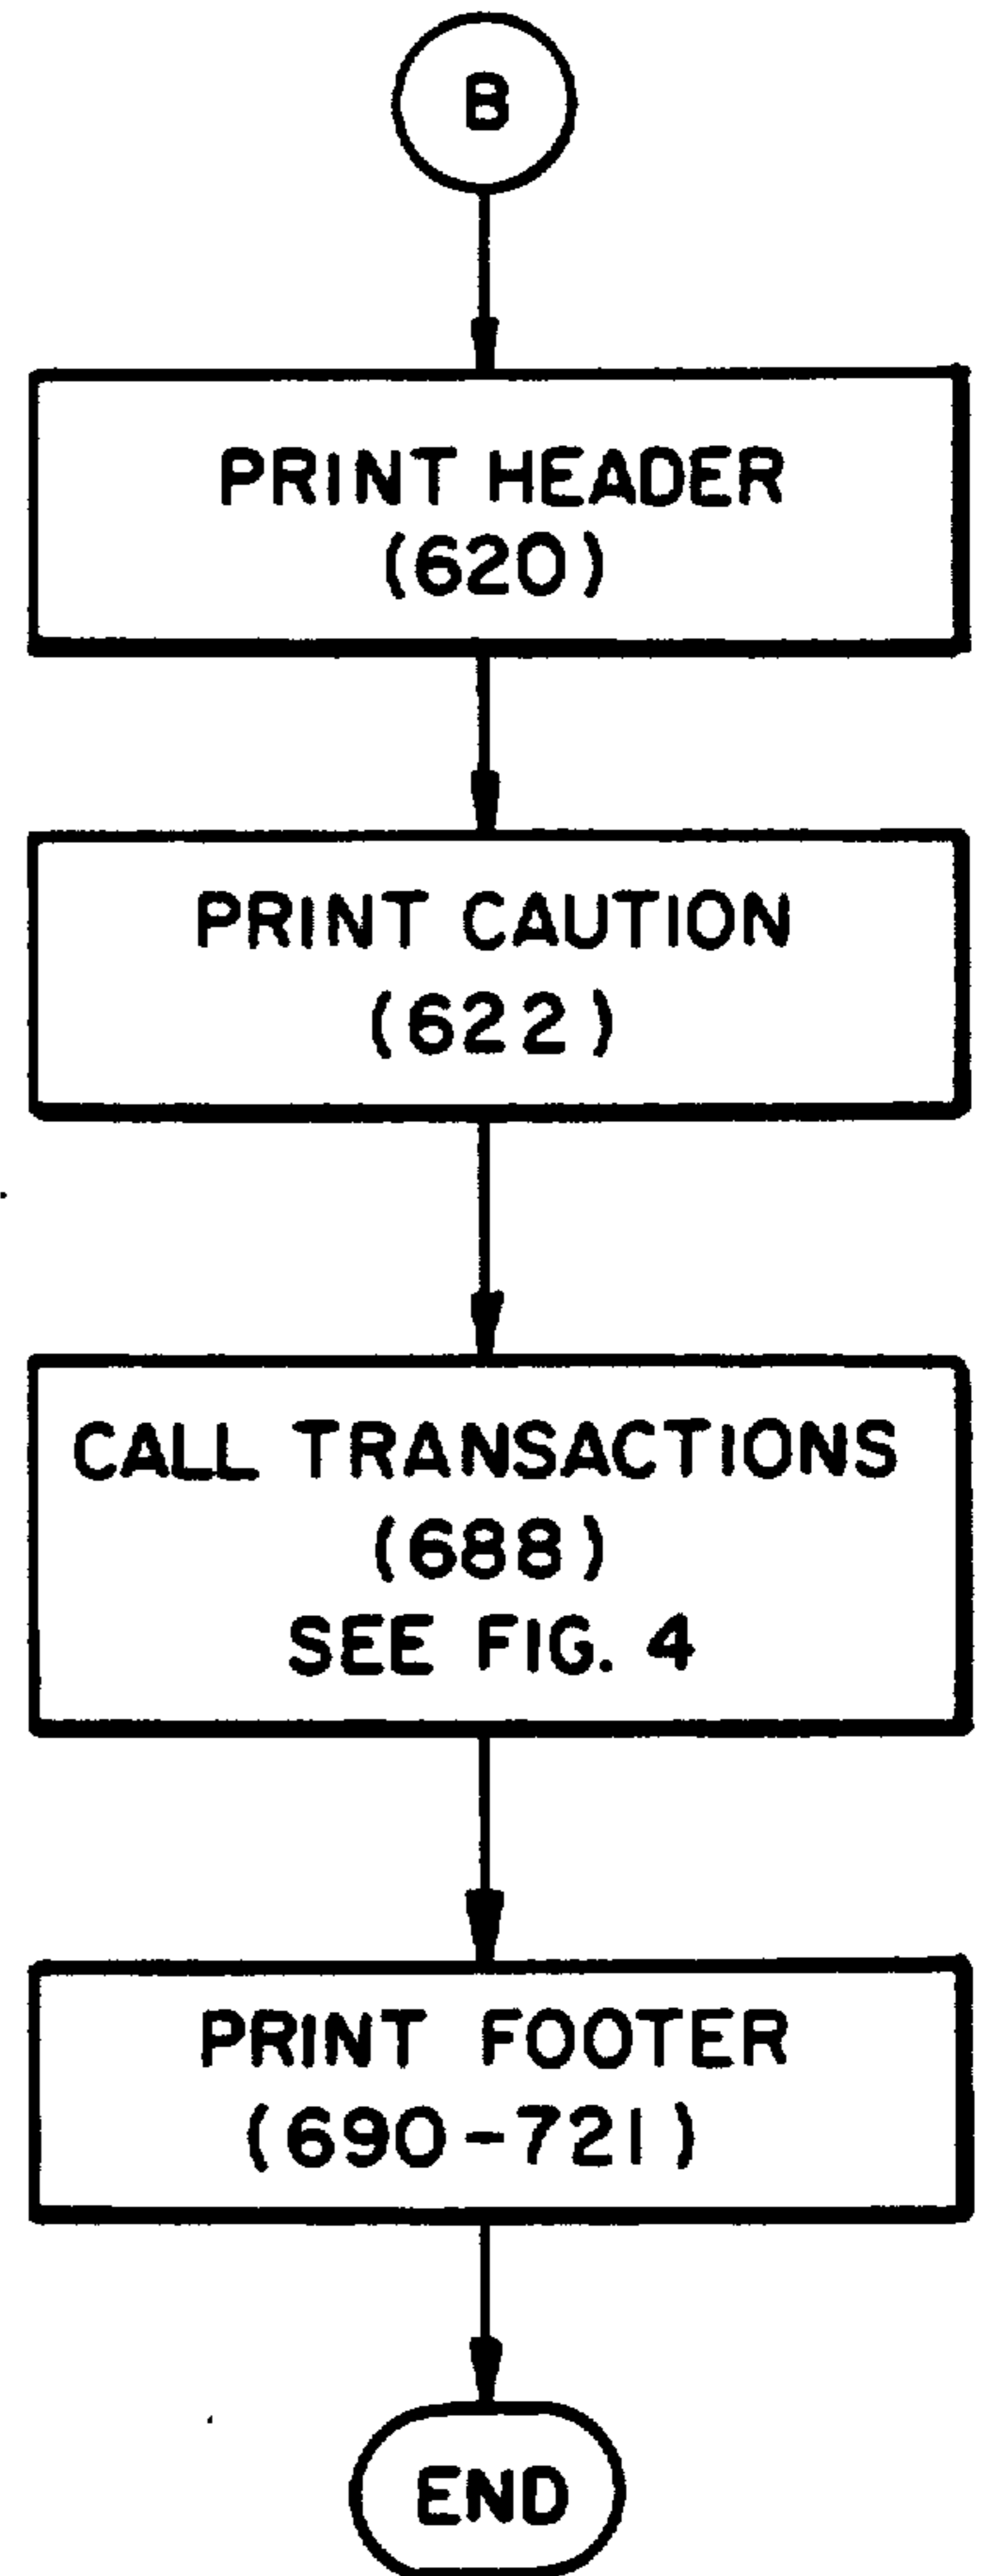 B
PRINT HEADER
(620)
PRINT CAUTION
(622)
CALL TRANSACTIONS
(688)
SEE FIG. 4
PRINT FOOTER
(690-721)
END